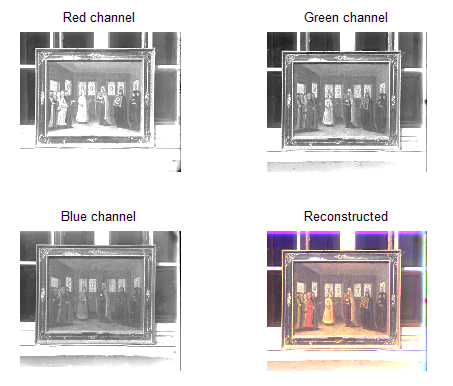 Red channel
Green channel
Blue channel
Reconstructed